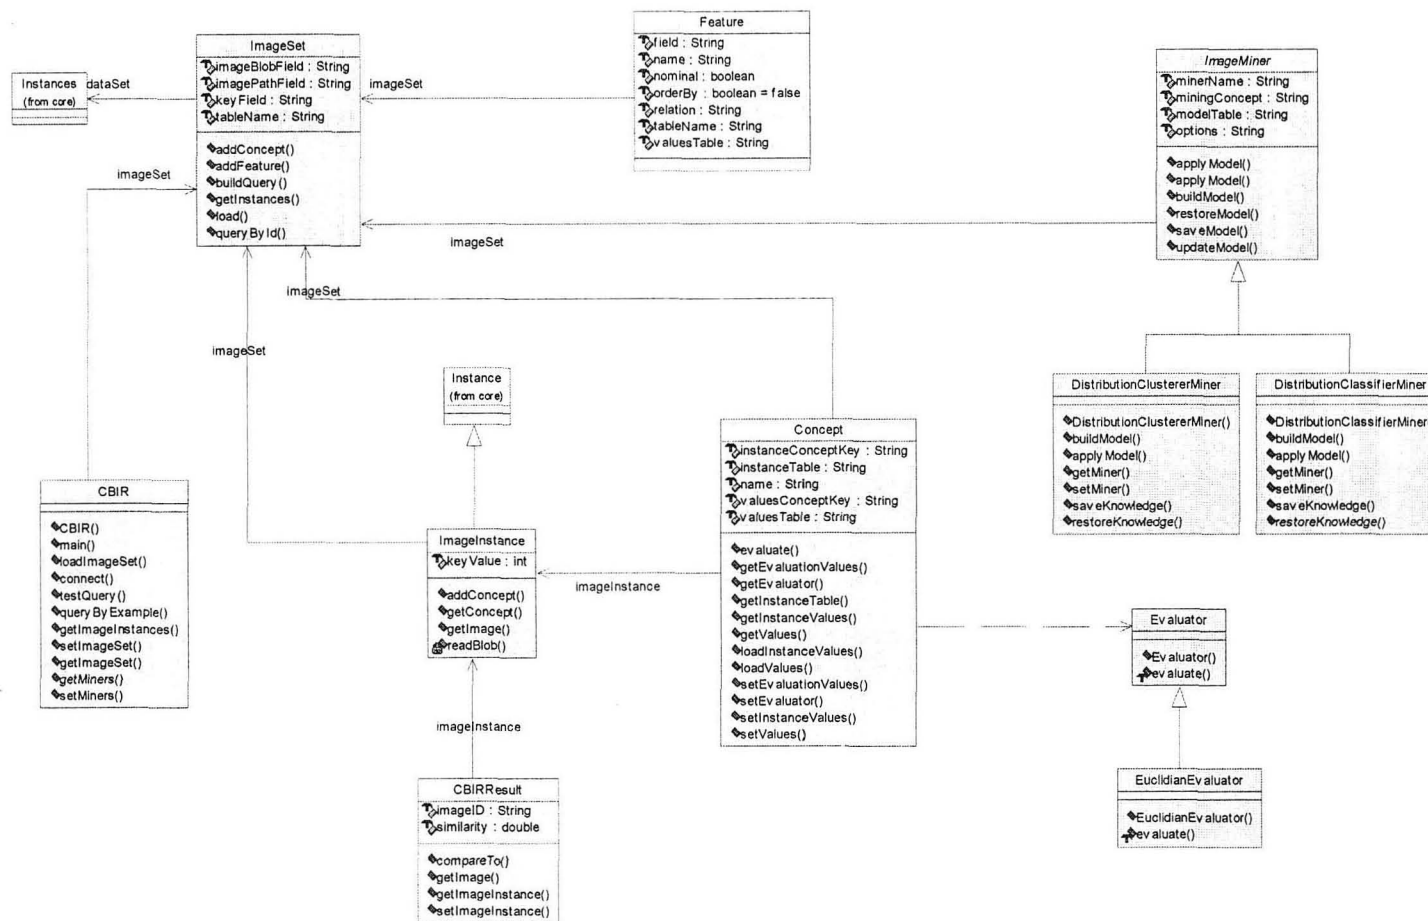 Instances
(from core)
dataSet
ImageSet
imageBlobField : String
imagePathField : String
keyField : String
tableName : String
addConcept()
addFeature()
buildQuery()
getInstances()
load()
queryById()
imageSet
Feature
field : String
name : String
nominal : boolean
orderBy : boolean = false
relation : String
tableName : String
valuesTable : String
ImageMiner
minerName : String
miningConcept : String
modelTable : String
options : String
applyModel()
applyModel()
buildModel()
restoreModel()
saveModel()
updateModel()
imageSet
imageSet
imageSet
imageSet
Instance
(from core)
DistributionClustererMiner
DistributionClustererMiner()
buildModel()
applyModel()
getMiner()
setMiner()
saveKnowledge()
restoreKnowledge()
DistributionClassifierMiner
DistributionClassifierMiner
buildModel()
applyModel()
getMiner()
setMiner()
saveKnowledge()
restoreKnowledge()
Concept
instanceConceptKey : String
instanceTable : String
name : String
valuesConceptKey : String
valuesTable : String
evaluate()
getEvaluationValues()
getEvaluator()
getInstanceTable()
getInstanceValues()
getValues()
loadInstanceValues()
loadValues()
setEvaluationValues()
setEvaluator()
setInstanceValues()
setValues()
CBIR
CBIR()
main()
loadImageSet()
connect()
testQuery()
queryByExample()
getImageInstances()
setImageSet()
getImageSet()
getMiners()
setMiners()
ImageInstance
keyValue : int
addConcept()
getConcept()
getImage()
readBlob()
imageInstance
imageInstance
Evaluator
Evaluator()
evaluate()
EuclidianEvaluator
EuclidianEvaluator()
evaluate()
CBIRResult
imageID : String
similarity : double
compareTo()
getImage()
getImageInstance()
setImageInstance()